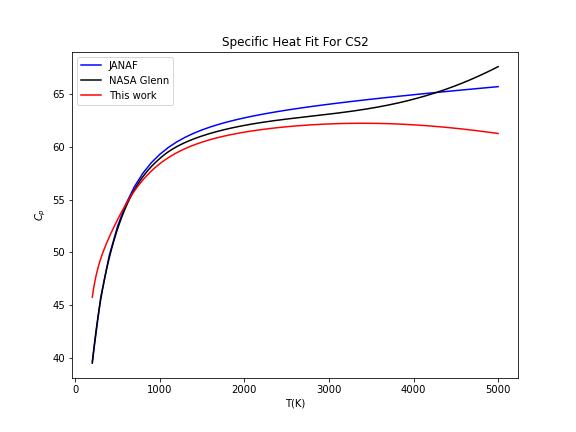 Specific Heat Fit For CS2
JANAF
NASA Glenn
This work
65
60
55
50
45
40
C_p
0 1000 2000 3000 4000 5000
T(K)